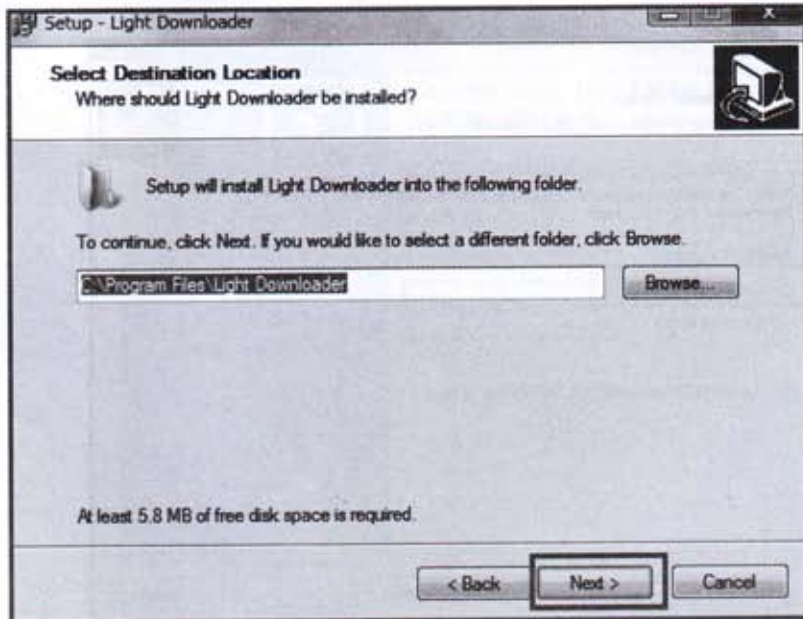 Setup - Light Downloader
Select Destination Location
Where should Light Downloader be installed?
Setup will install Light Downloader into the following folder.
To continue, click Next. If you would like to select a different folder, click Browse.
C:\Program Files\Light Downloader
Browse...
At least 5.8 MB of free disk space is required.
< Back
Next >
Cancel